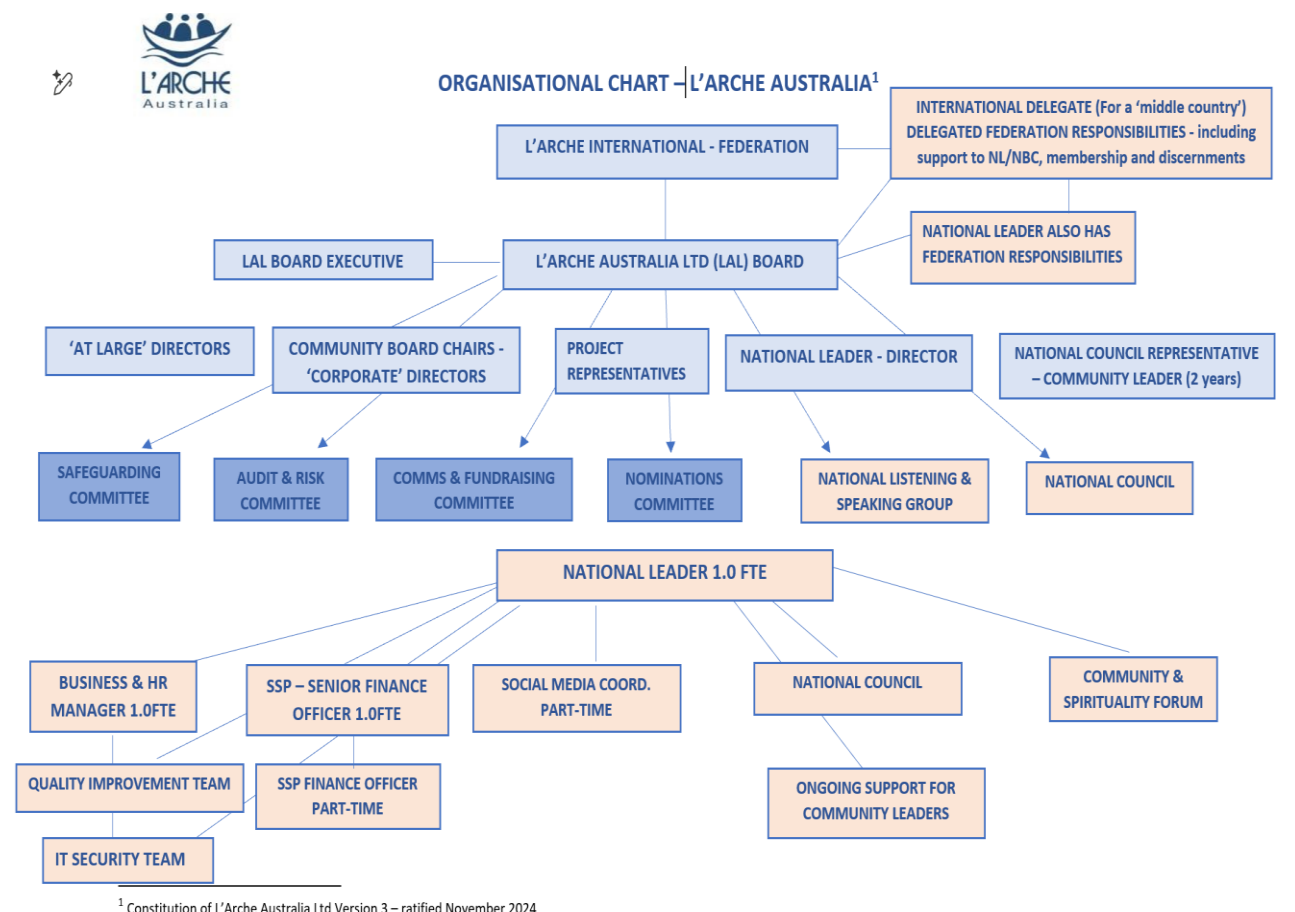 L'ARCHE
Australia
ORGANISATIONAL CHART – L'ARCHE AUSTRALIA¹
INTERNATIONAL DELEGATE (For a 'middle country')
DELEGATED FEDERATION RESPONSIBILITIES - including
support to NL/NBC, membership and discernments
L'ARCHE INTERNATIONAL - FEDERATION
NATIONAL LEADER ALSO HAS
FEDERATION RESPONSIBILITIES
LAL BOARD EXECUTIVE
L'ARCHE AUSTRALIA LTD (LAL) BOARD
'AT LARGE' DIRECTORS
COMMUNITY BOARD CHAIRS -
'CORPORATE' DIRECTORS
PROJECT
REPRESENTATIVES
NATIONAL LEADER - DIRECTOR
NATIONAL COUNCIL REPRESENTATIVE
– COMMUNITY LEADER (2 years)
SAFEGUARDING
COMMITTEE
AUDIT & RISK
COMMITTEE
COMMS & FUNDRAISING
COMMITTEE
NOMINATIONS
COMMITTEE
NATIONAL LISTENING &
SPEAKING GROUP
NATIONAL COUNCIL
NATIONAL LEADER 1.0 FTE
BUSINESS & HR
MANAGER 1.0FTE
SSP – SENIOR FINANCE
OFFICER 1.0FTE
SOCIAL MEDIA COORD.
PART-TIME
NATIONAL COUNCIL
COMMUNITY &
SPIRITUALITY FORUM
QUALITY IMPROVEMENT TEAM
SSP FINANCE OFFICER
PART-TIME
ONGOING SUPPORT FOR
COMMUNITY LEADERS
IT SECURITY TEAM
¹ Constitution of L'Arche Australia Ltd Version 3 – ratified November 2024